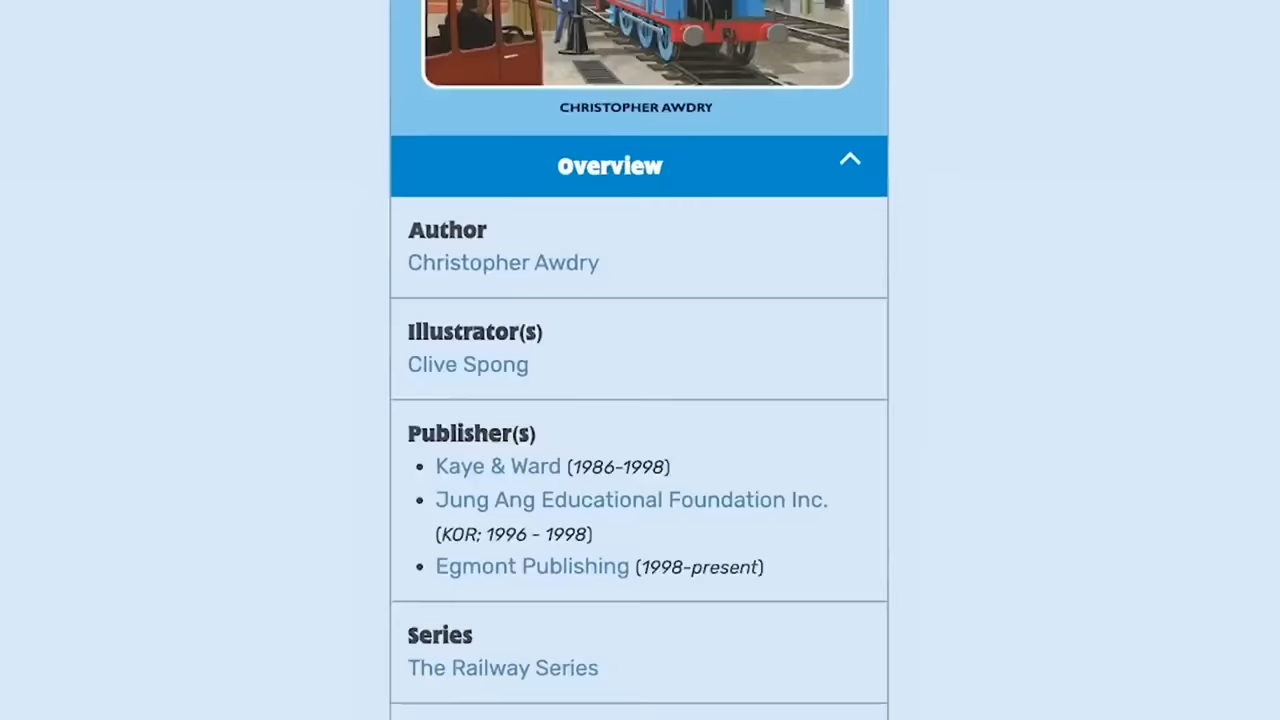 CHRISTOPHER AWDRY
Overview
Author
Christopher Awdry
Illustrator(s)
Clive Spong
Publisher(s)
• Kaye & Ward (1986-1998)
• Jung Ang Educational Foundation Inc.
(KOR; 1996 - 1998)
• Egmont Publishing (1998-present)
Series
The Railway Series